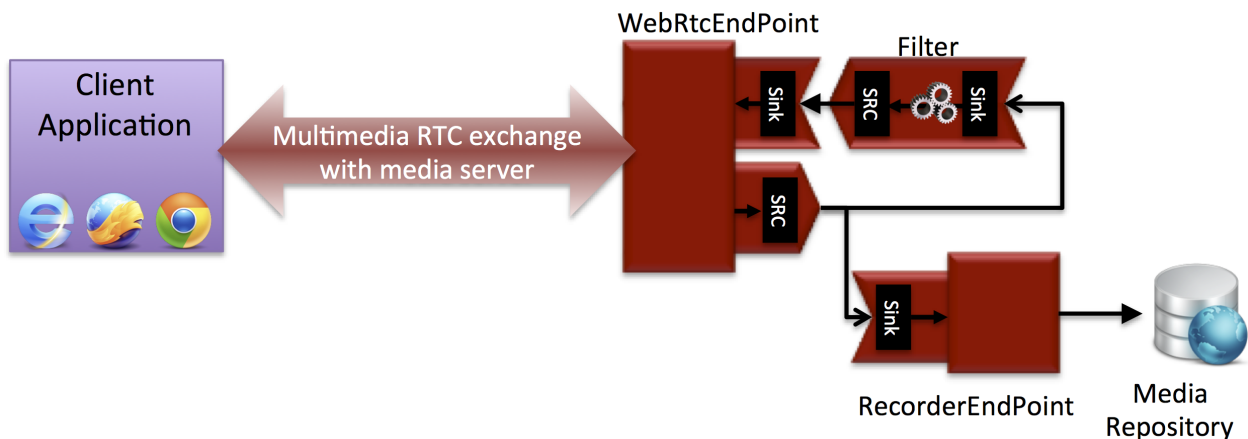 WebRtcEndPoint
Filter
Client
Application
Multimedia RTC exchange
with media server
Sink
SRC
Sink
SRC
Sink
RecorderEndPoint
Media
Repository